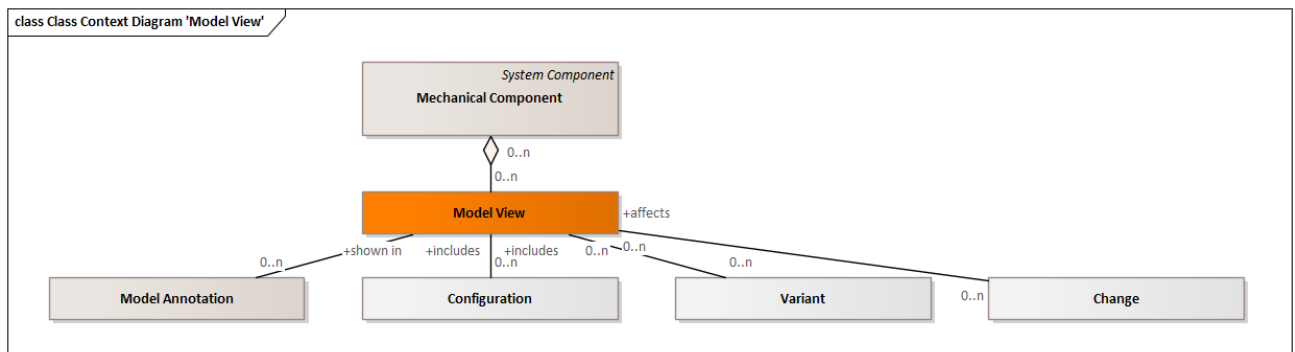 class Class Context Diagram 'Model View'
System Component
Mechanical Component
0..n
0..n
Model View
+affects
+shown in
+includes
+includes
0..n
0..n
0..n
0..n
0..n
0..n
Model Annotation
Configuration
Variant
Change